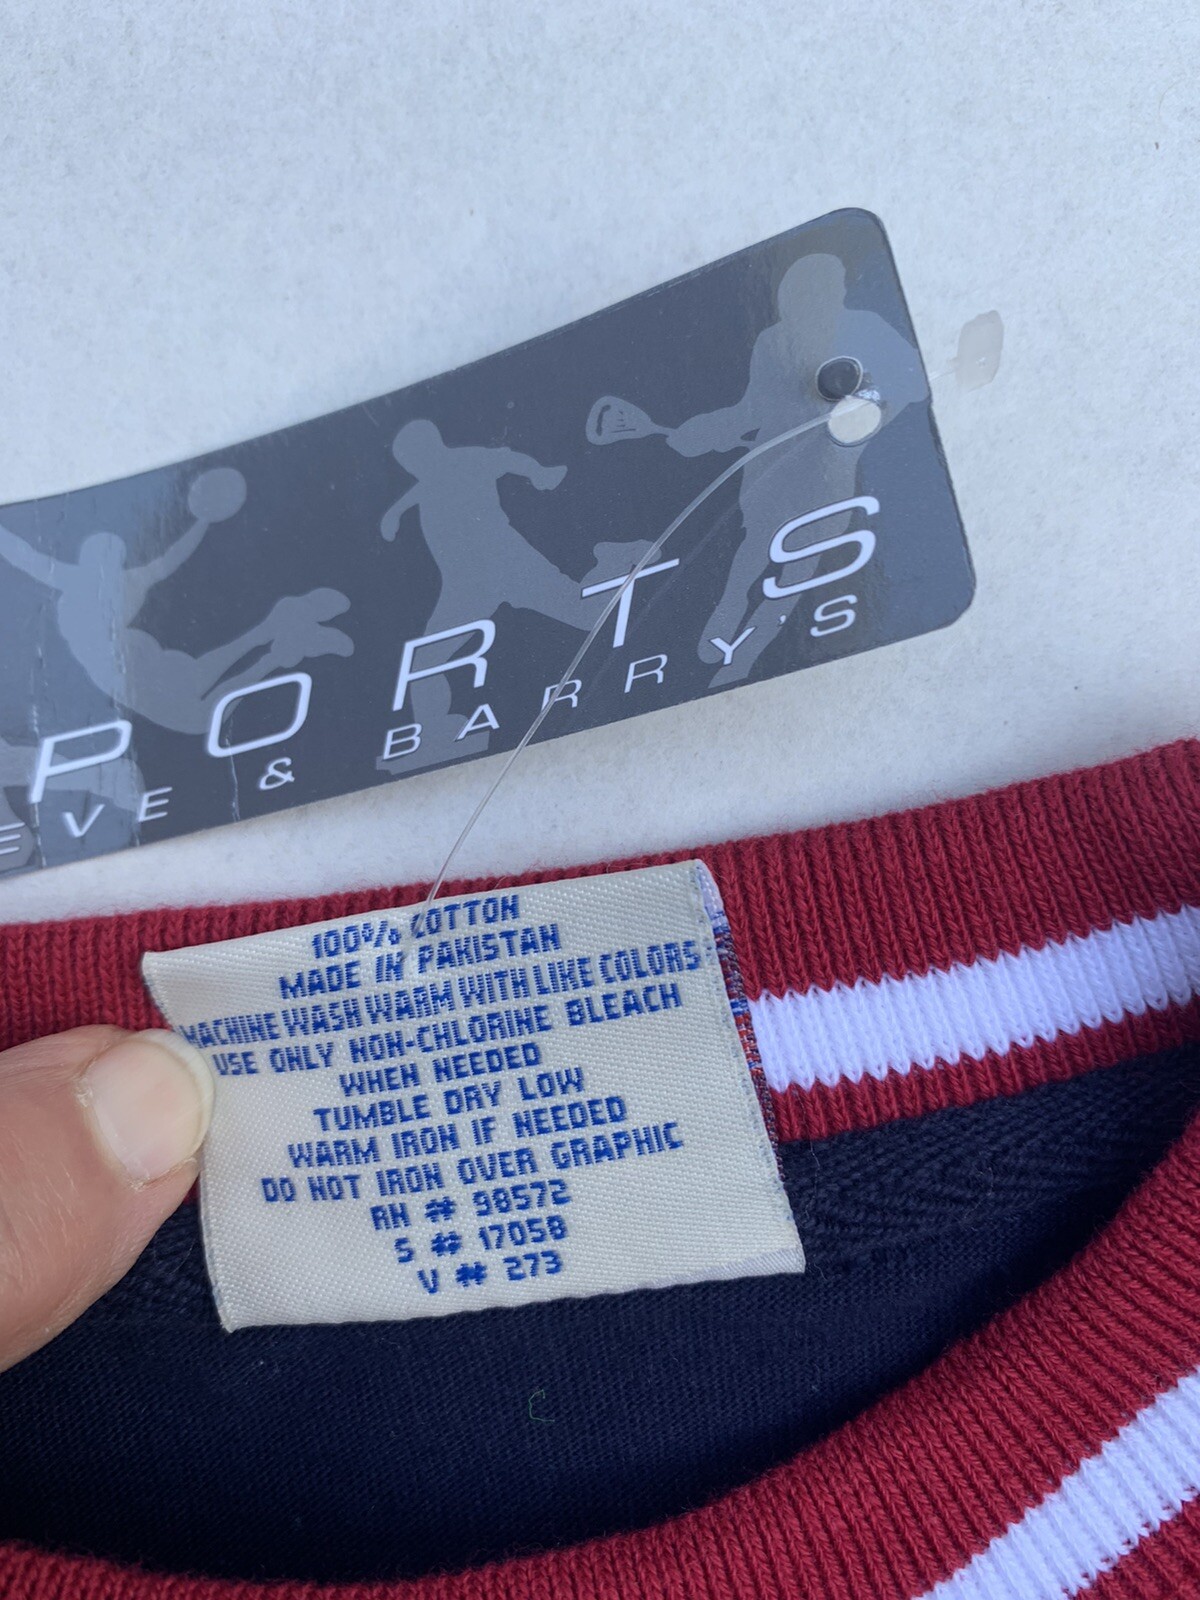 PORTS
EVE & BARRY'S
100% COTTON
MADE IN PAKISTAN
MACHINE WASH WARM WITH LIKE COLORS
USE ONLY NON-CHLORINE BLEACH
WHEN NEEDED
TUMBLE DRY LOW
WARM IRON IF NEEDED
DO NOT IRON OVER GRAPHIC
RN # 98572
S # 17058
V # 273